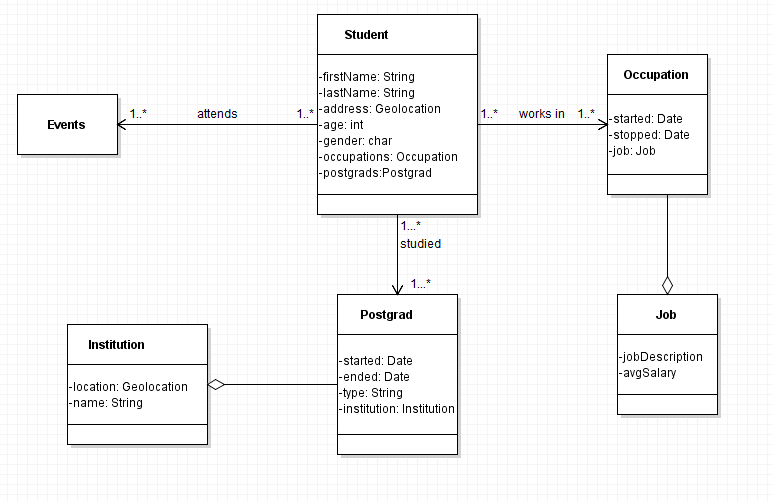 Student
-firstName: String
-lastName: String
-address: Geolocation
-age: int
-gender: char
-occupations: Occupation
-postgrads:Postgrad
Events
1..*
attends
1..*
1..*
works in
1..*
Occupation
-started: Date
-stopped: Date
-job: Job
1...*
studied
1...*
Postgrad
-started: Date
-ended: Date
-type: String
-institution: Institution
Institution
-location: Geolocation
-name: String
Job
-jobDescription
-avgSalary